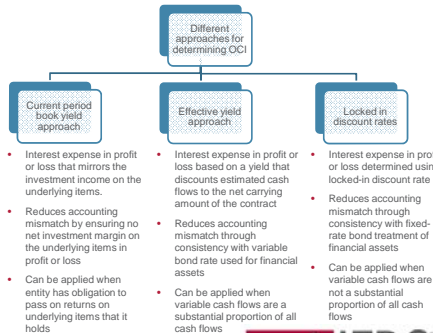 Different
approaches for
determining OCI
Current period
book yield
approach
Effective yield
approach
Locked in
discount rates
• Interest expense in profit
or loss that mirrors the
investment income on the
underlying items.
• Reduces accounting
mismatch by ensuring no
net investment margin on
the underlying items in
profit or loss
• Can be applied when
entity has obligation to
pass on returns on
underlying items that it
holds
• Interest expense in profit or
loss based on a yield that
discounts estimated cash
flows to the net carrying
amount of the contract
• Reduces accounting
mismatch through
consistency with variable
bond rate used for financial
assets
• Can be applied when
variable cash flows are a
substantial proportion of all
cash flows
• Interest expense in
or loss determined
locked-in discount rate
• Reduces accounting
mismatch through
consistency with fixed-
rate bond treatment of
financial assets
• Can be applied when
variable cash flows are
not a substantial
proportion of all cash
flows